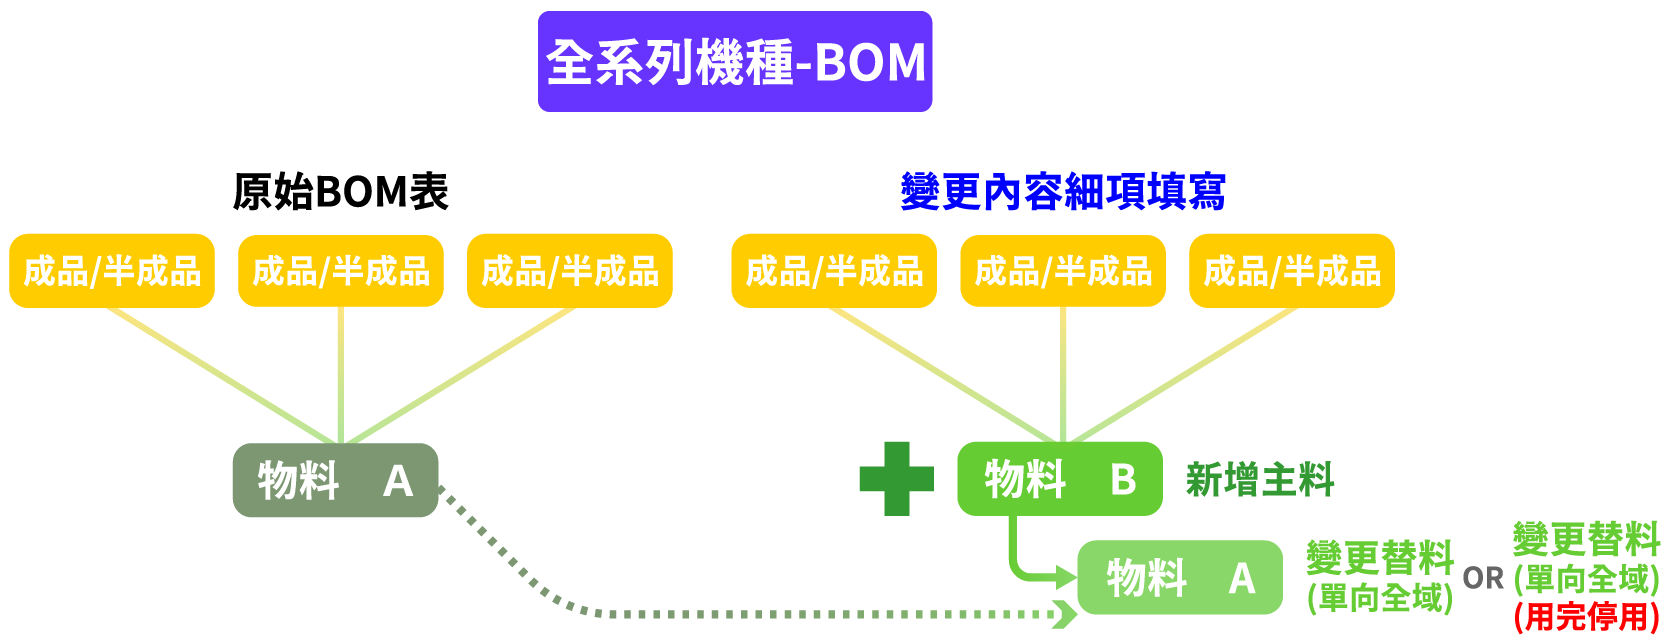 全系列機種-BOM
原始BOM表
變更內容細項填寫
成品/半成品
成品/半成品
成品/半成品
成品/半成品
成品/半成品
成品/半成品
物料 A
物料 B
新增主料
物料 A
變更替料
(單向全域)
OR
變更替料
(單向全域)
(用完停用)